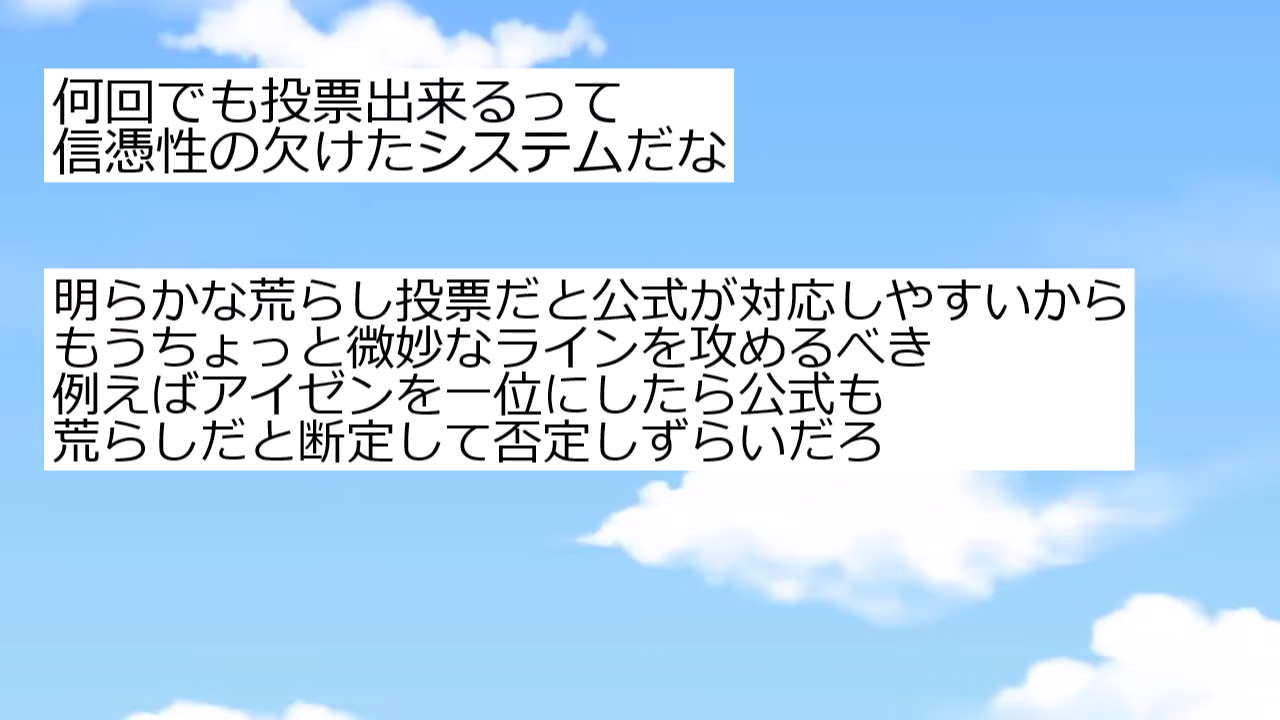 何回でも投票出来るって
信憑性の欠けたシステムだな
明らかな荒らし投票だと公式が対応しやすいから
もうちょっと微妙なラインを攻めるべき
例えばアイゼンを一位にしたら公式も
荒らしだと断定して否定しずらいだろ